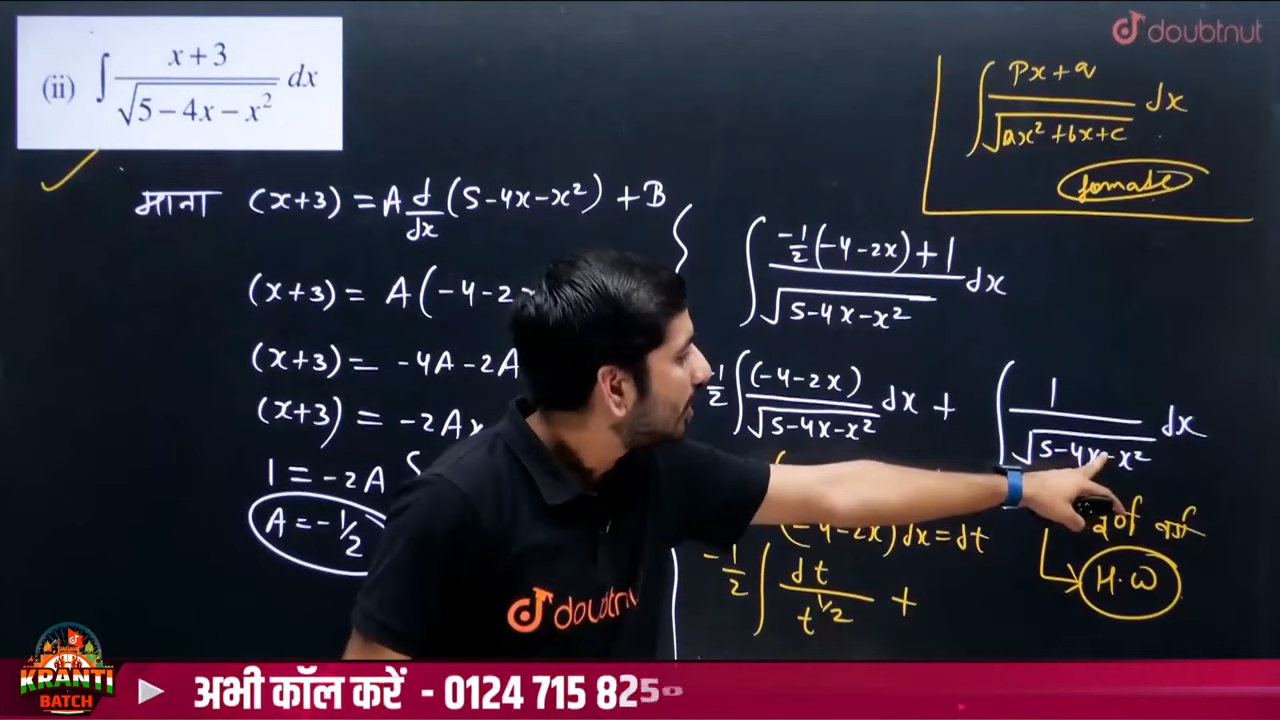 doubtnut
(ii) ∫ x+3 / √5 − 4x − x² dx
∫ Px+q / √ax²+bx+c dx
formate
माना (x+3) = A d/dx (5-4x-x²) + B
(x+3) = A(-4-2x
(x+3) = -4A-2A
(x+3) = -2Ax
1 = -2A
A = -1/2
∫ -1/2(-4-2x)+1 / √5-4x-x² dx
-1/2 ∫ (-4-2x) / √5-4x-x² dx + ∫ 1 / √5-4x-x² dx
(-4-2x)dx = dt
-1/2 ∫ dt / t^1/2 +
वर्ग
H.W
doubtnut
KRANTI
BATCH
अभी कॉल करें - 0124 715 825